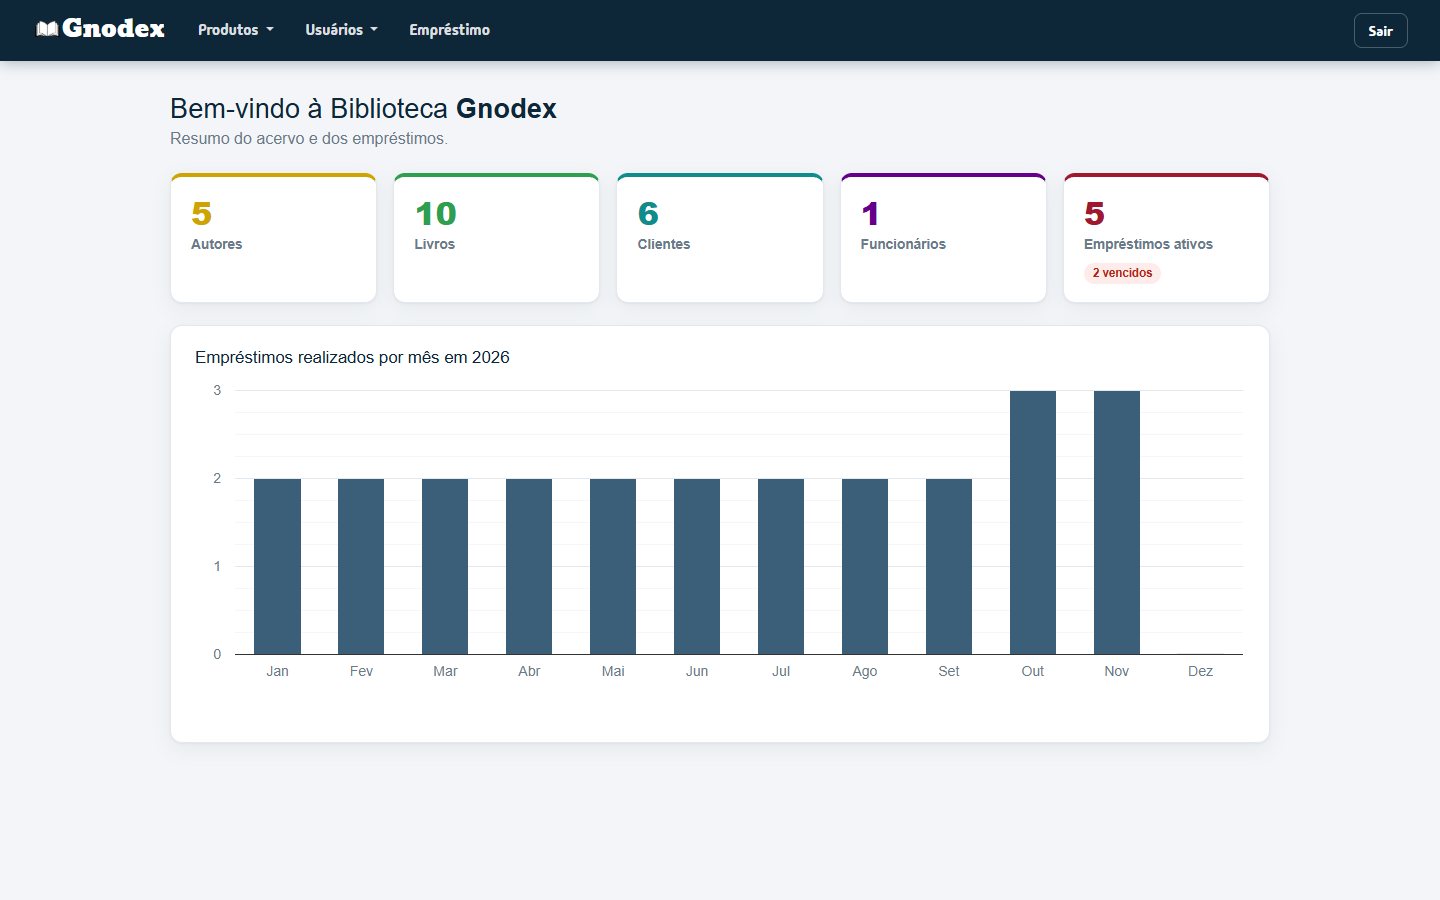 Gnodex Produtos Usuários Empréstimo Sair
Bem-vindo à Biblioteca Gnodex
Resumo do acervo e dos empréstimos.
5
Autores
10
Livros
6
Clientes
1
Funcionários
5
Empréstimos ativos
2 vencidos
Empréstimos realizados por mês em 2026
3
2
1
0
Jan Fev Mar Abr Mai Jun Jul Ago Set Out Nov Dez